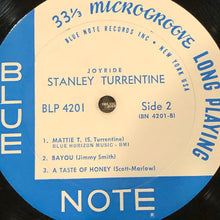 33⅓ MICROGROOVE LONG PLAYING
BLUE NOTE RECORDS INC • NEW YORK USA
JOYRIDE
STANLEY TURRENTINE
BLP 4201 Side 2
(BN 4201-B)
1. MATTIE T. (S. Turrentine)
BLUE HORIZON MUSIC - BMI
2. BAYOU (Jimmy Smith)
3. A TASTE OF HONEY (Scott-Marlow)
BLUE
NOTE